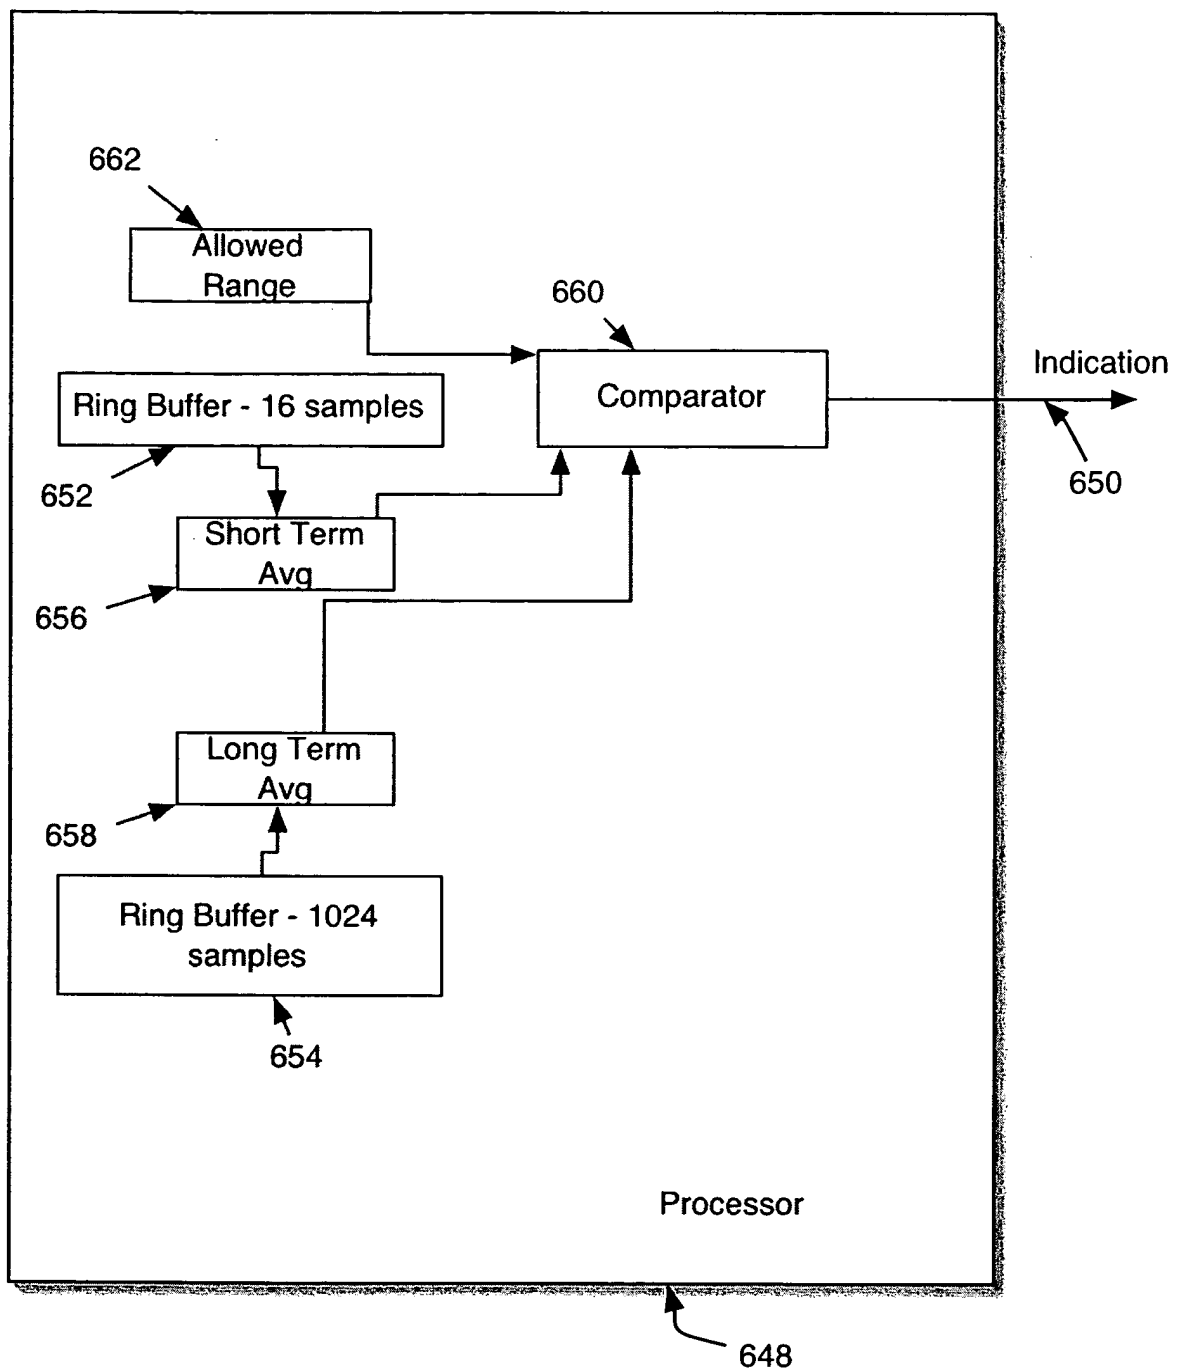 662
Allowed
Range
660
Indication
Comparator
Ring Buffer - 16 samples
652
650
Short Term
Avg
656
Long Term
Avg
658
Ring Buffer - 1024
samples
654
Processor
648